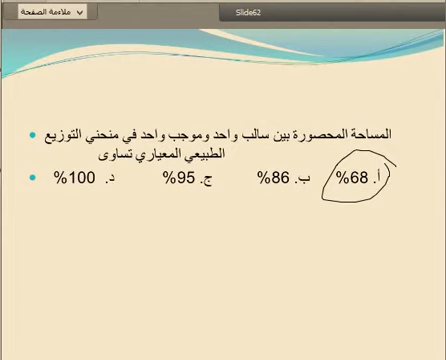 ملاءمة الصفحة
Slide62
المساحة المحصورة بين سالب واحد وموجب واحد في منحني التوزيع
الطبيعي المعياري تساوى
أ. 68% ب. 86% ج. 95% د. 100%